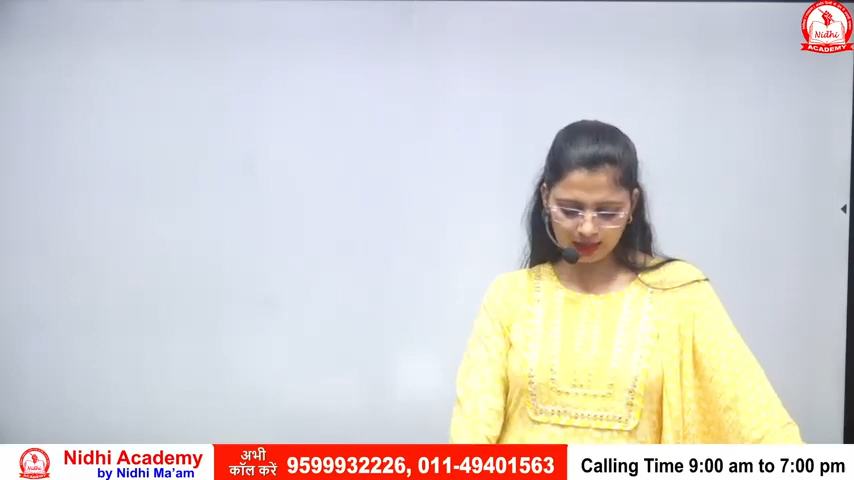 Nidhi
ACADEMY
Nidhi Academy
by Nidhi Ma'am
अभी
कॉल करें
9599932226, 011-49401563
Calling Time 9:00 am to 7:00 pm